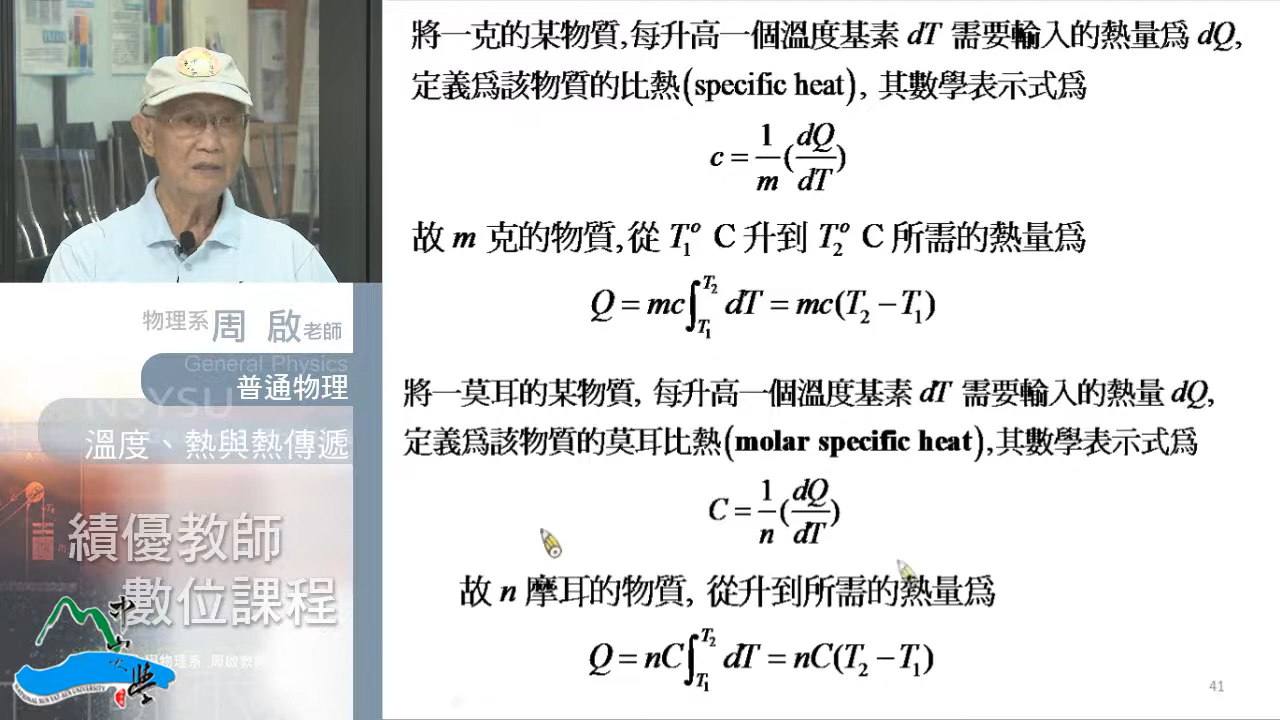 將一克的某物質,每升高一個溫度基素 dT 需要輸入的熱量爲 dQ,
定義爲該物質的比熱(specific heat), 其數學表示式爲
c = 1/m (dQ/dT)
故 m 克的物質,從 T₁° C 升到 T₂° C 所需的熱量爲
Q = mc∫_{T₁}^{T₂} dT = mc(T₂ − T₁)
將一莫耳的某物質, 每升高一個溫度基素 dT 需要輸入的熱量 dQ,
定義爲該物質的莫耳比熱(molar specific heat),其數學表示式爲
C = 1/n (dQ/dT)
故 n 摩耳的物質, 從升到所需的熱量爲
Q = nC∫_{T₁}^{T₂} dT = nC(T₂ − T₁)
41
物理系 周 啟 老師
General Physics
普通物理
NSYSU
溫度、熱與熱傳遞
績優教師
數位課程
物理系 周啟教